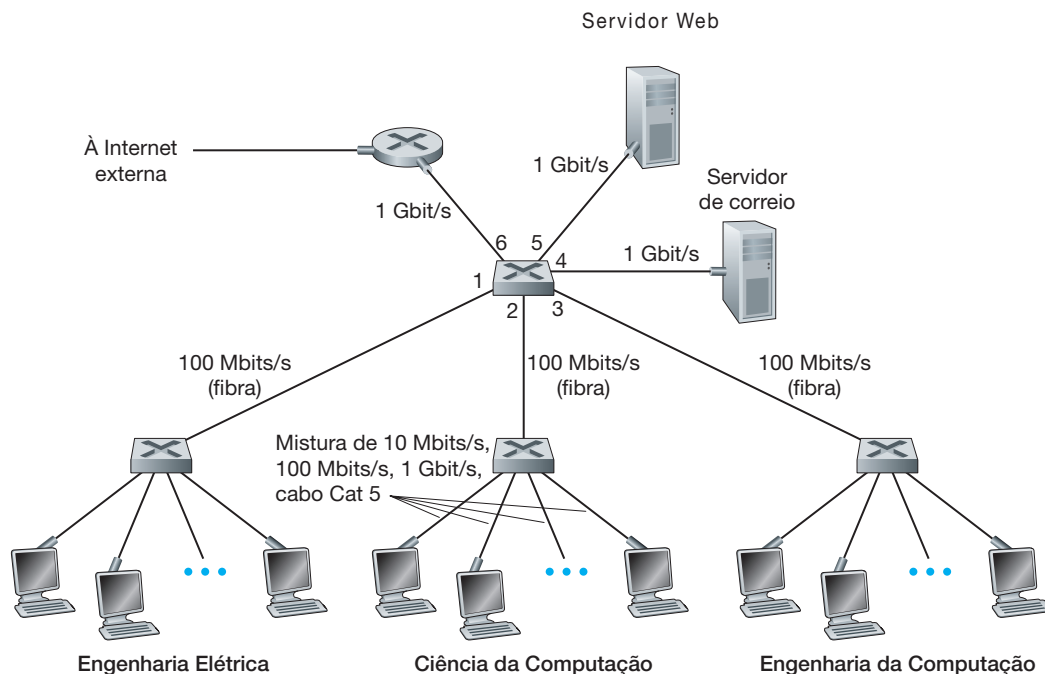 Servidor Web
À Internet
externa
1 Gbit/s
1 Gbit/s
Servidor
de correio
1 Gbit/s
6
5
4
1
2
3
100 Mbits/s
(fibra)
100 Mbits/s
(fibra)
100 Mbits/s
(fibra)
Mistura de 10 Mbits/s,
100 Mbits/s, 1 Gbit/s,
cabo Cat 5
Engenharia Elétrica
Ciência da Computação
Engenharia da Computação